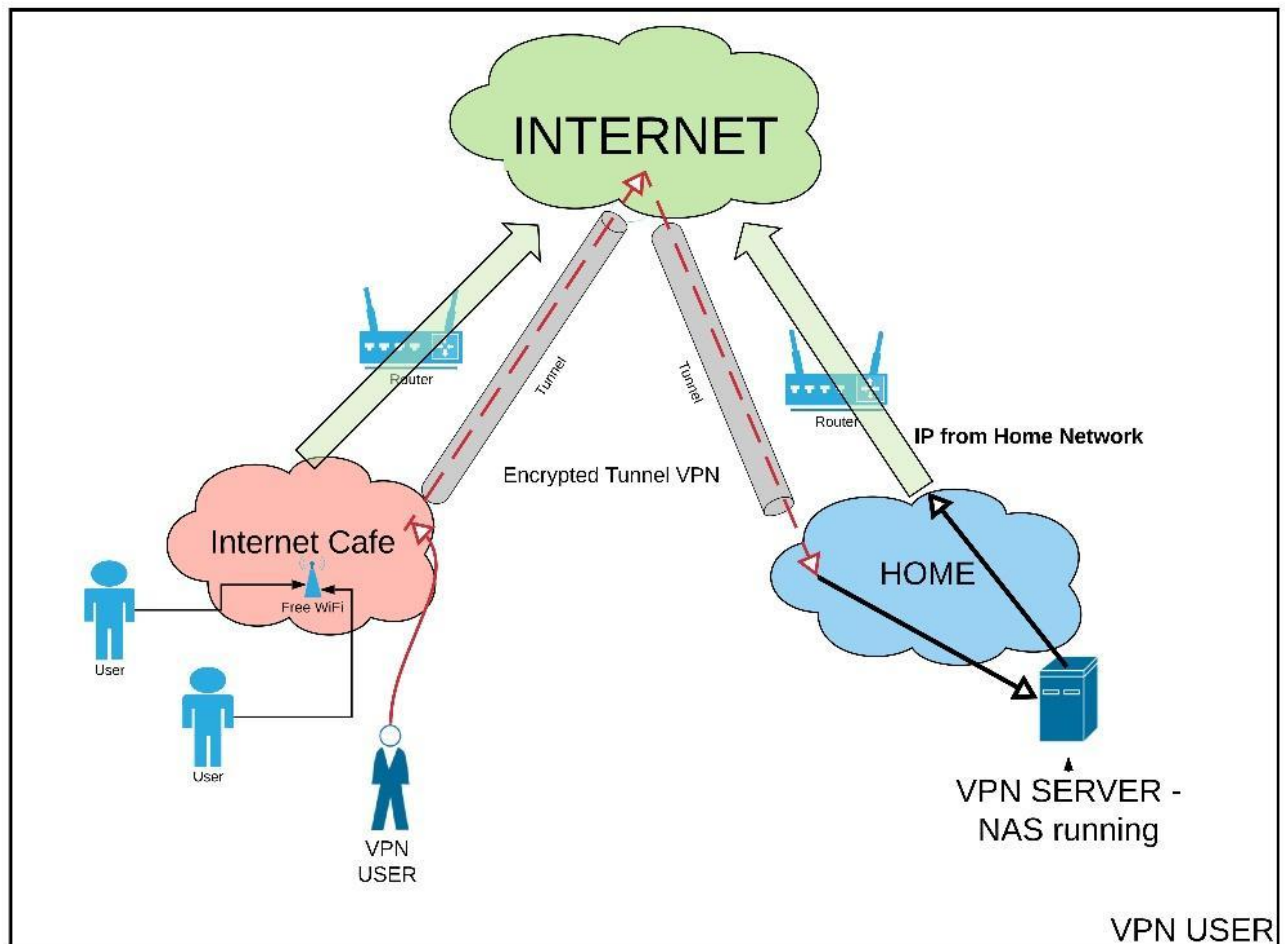 INTERNET
Router
Tunnel
Tunnel
Router
IP from Home Network
Encrypted Tunnel VPN
Internet Cafe
Free WiFi
HOME
User
User
VPN
USER
VPN SERVER -
NAS running
VPN USER